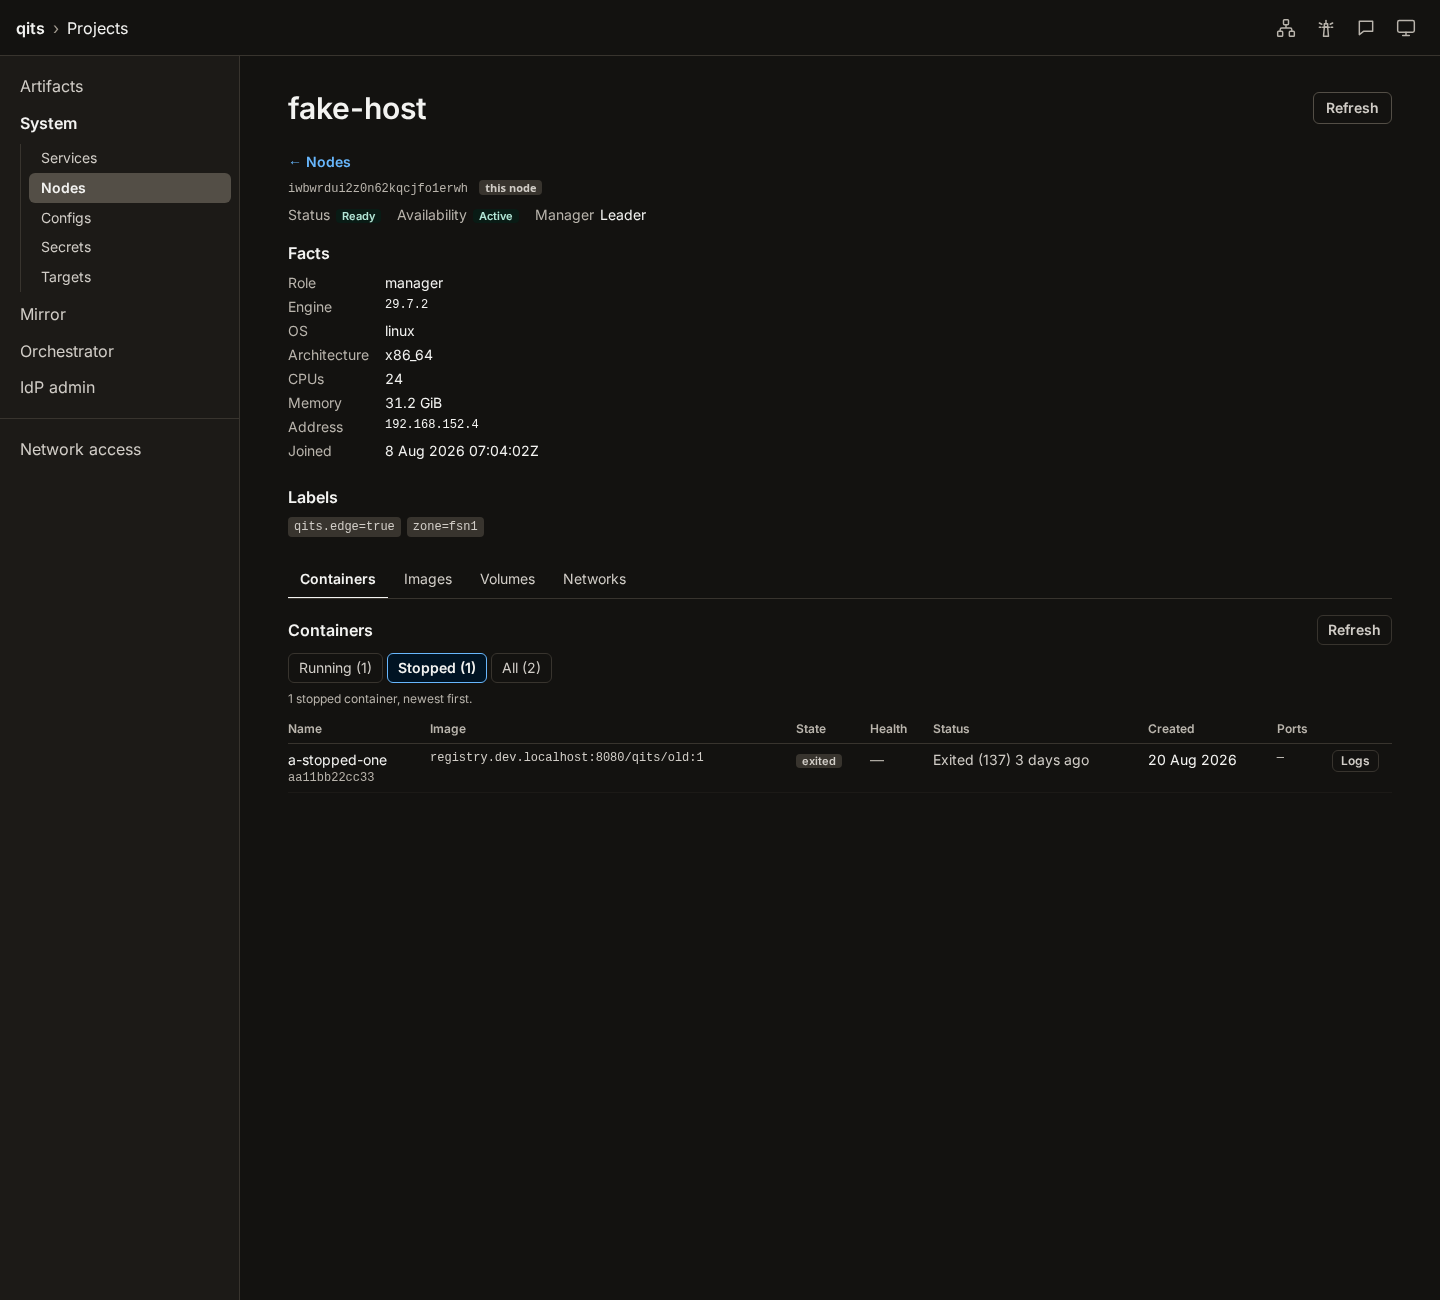 qits › Projects
Artifacts
System
Services
Nodes
Configs
Secrets
Targets
Mirror
Orchestrator
IdP admin
Network access
fake-host
Refresh
← Nodes
iwbwrdui2z0n62kqcjfo1erwh this node
Status Ready Availability Active Manager Leader
Facts
Role manager
Engine 29.7.2
OS linux
Architecture x86_64
CPUs 24
Memory 31.2 GiB
Address 192.168.152.4
Joined 8 Aug 2026 07:04:02Z
Labels
qits.edge=true zone=fsn1
Containers Images Volumes Networks
Containers Refresh
Running (1) Stopped (1) All (2)
1 stopped container, newest first.
Name Image State Health Status Created Ports
a-stopped-one registry.dev.localhost:8080/qits/old:1 exited — Exited (137) 3 days ago 20 Aug 2026 – Logs
aa11bb22cc33